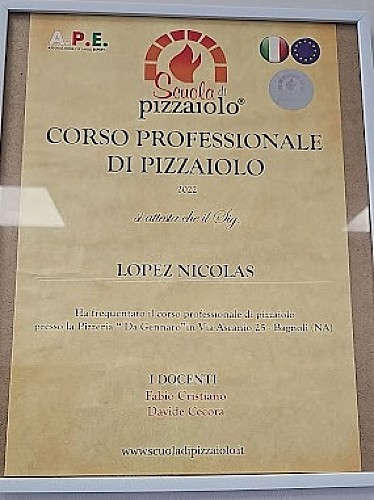 A.P.E.
Scuola di
pizzaiolo®
CORSO PROFESSIONALE
DI PIZZAIOLO
2022
si attesta che il Sig.
LOPEZ NICOLAS
Ha frequentato il corso professionale di pizzaiolo
presso la Pizzeria “ Da Gennaro” in Via Ascanio 25 - Bagnoli (NA)
I DOCENTI
Fabio Cristiano
Davide Cecora
www.scuoladipizzaiolo.it